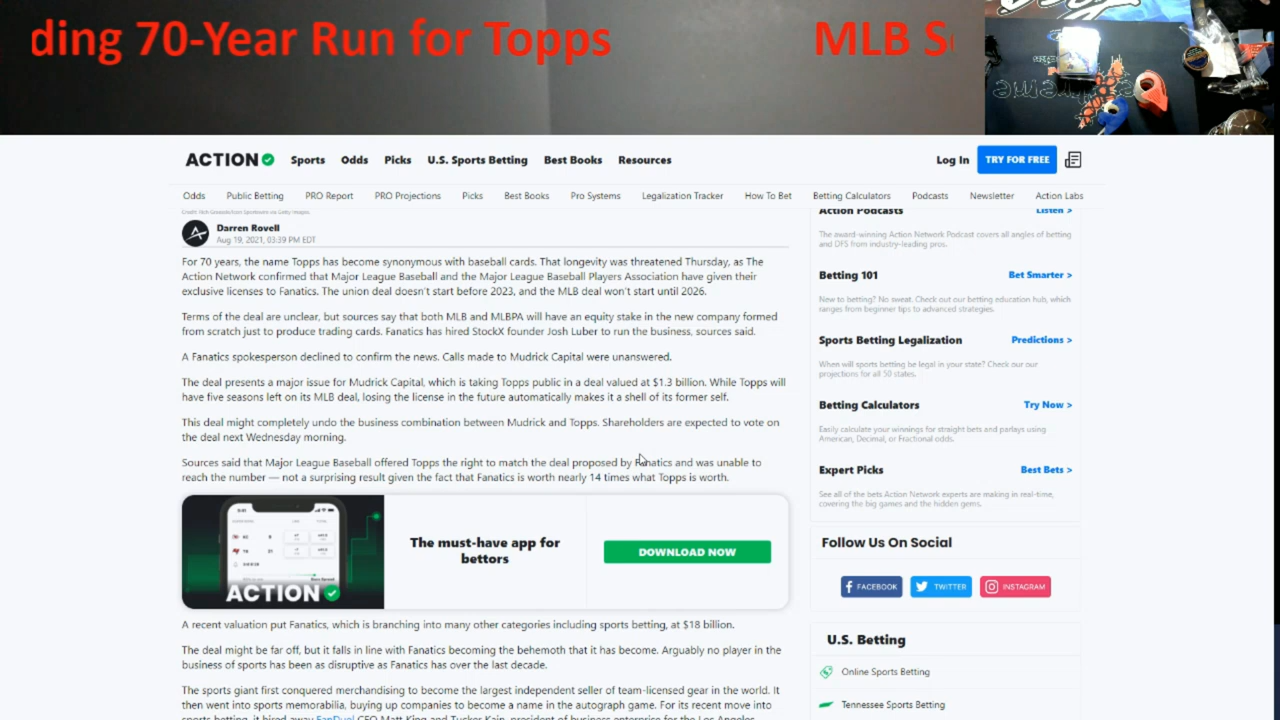 ding 70-Year Run for Topps MLB S
ACTION
Sports Odds Picks U.S. Sports Betting Best Books Resources
Log In TRY FOR FREE
Odds Public Betting PRO Report PRO Projections Picks Best Books Pro Systems Legalization Tracker How To Bet Betting Calculators Podcasts Newsletter Action Labs
Darren Rovell
Aug 19, 2021, 03:39 PM EDT
For 70 years, the name Topps has become synonymous with baseball cards. That longevity was threatened Thursday, as The
Action Network confirmed that Major League Baseball and the Major League Baseball Players Association have given their
exclusive licenses to Fanatics. The union deal doesn't start before 2023, and the MLB deal won't start until 2026.
Terms of the deal are unclear, but sources say that both MLB and MLBPA will have an equity stake in the new company formed
from scratch just to produce trading cards. Fanatics has hired StockX founder Josh Luber to run the business, sources said.
A Fanatics spokesperson declined to confirm the news. Calls made to Mudrick Capital were unanswered.
The deal presents a major issue for Mudrick Capital, which is taking Topps public in a deal valued at $1.3 billion. While Topps will
have five seasons left on its MLB deal, losing the license in the future automatically makes it a shell of its former self.
This deal might completely undo the business combination between Mudrick and Topps. Shareholders are expected to vote on
the deal next Wednesday morning.
Sources said that Major League Baseball offered Topps the right to match the deal proposed by Fanatics and was unable to
reach the number — not a surprising result given the fact that Fanatics is worth nearly 14 times what Topps is worth.
ACTION
The must-have app for
bettors
DOWNLOAD NOW
A recent valuation put Fanatics, which is branching into many other categories including sports betting, at $18 billion.
The deal might be far off, but it falls in line with Fanatics becoming the behemoth that it has become. Arguably no player in the
business of sports has been as disruptive as Fanatics has over the last decade.
The sports giant first conquered merchandising to become the largest independent seller of team-licensed gear in the world. It
then went into sports memorabilia, buying up companies to become a name in the autograph game. For its recent move into
sports betting, it hired away FanDuel CEO Matt King and Tucker Kain, president of business enterprise for the Los Angeles
Action Podcasts Listen >
The award-winning Action Network Podcast covers all angles of betting
and DFS from industry-leading pros.
Betting 101 Bet Smarter >
New to betting? No sweat. Check out our betting education hub, which
ranges from beginner tips to advanced strategies.
Sports Betting Legalization Predictions >
When will sports betting be legal in your state? Check our our
projections for all 50 states.
Betting Calculators Try Now >
Easily calculate your winnings for straight bets and parlays using
American, Decimal, or Fractional odds.
Expert Picks Best Bets >
See all of the bets Action Network experts are making in real-time,
covering the big games and the hidden gems.
Follow Us On Social
FACEBOOK TWITTER INSTAGRAM
U.S. Betting
Online Sports Betting
Tennessee Sports Betting